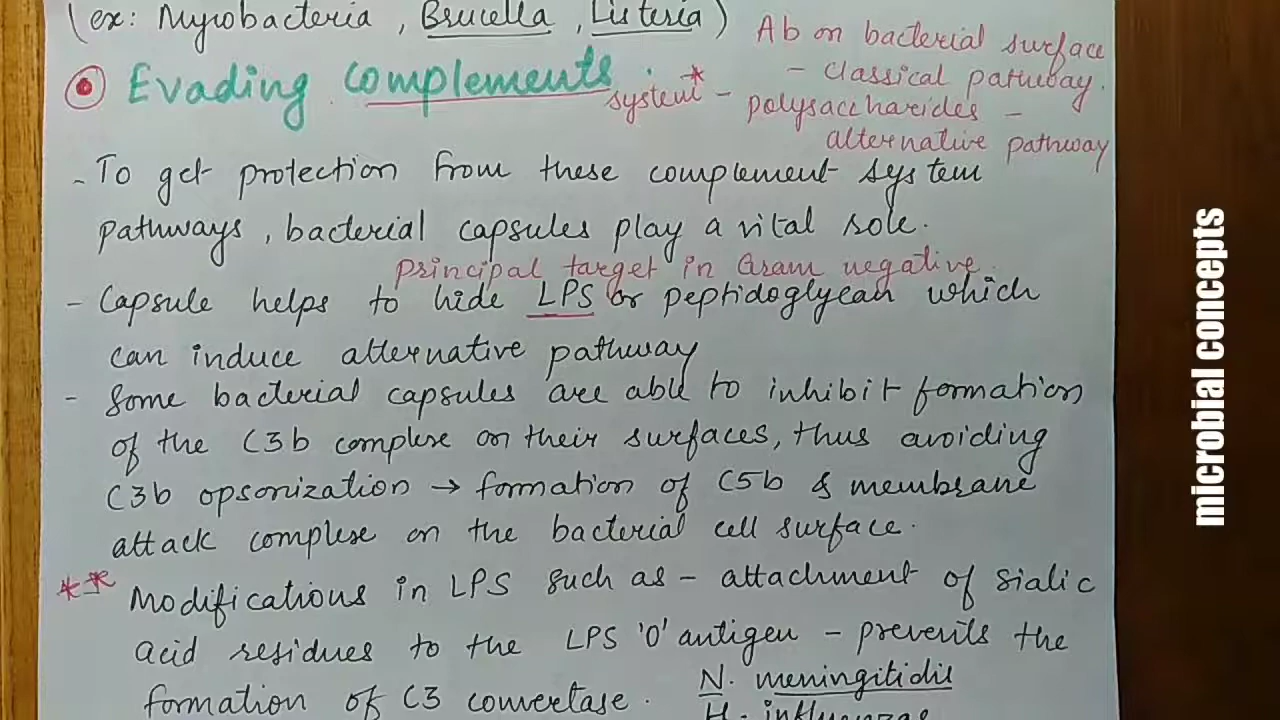 (ex: Mycobacteria, Brucella, Listeria)
Ab on bacterial surface
- classical pathway.
Evading complements.
system* - polysaccharides -
alternative pathway
- To get protection from these complement system
pathways, bacterial capsules play a vital role.
principal target in Gram negative.
- Capsule helps to hide LPS or peptidoglycan which
can induce alternative pathway
- Some bacterial capsules are able to inhibit formation
of the C3b complex on their surfaces, thus avoiding
C3b opsonization → formation of C5b & membrane
attack complex on the bacterial cell surface.
** Modifications in LPS such as - attachment of sialic
acid residues to the LPS 'O' antigen - prevents the
formation of C3 convertase.
N. meningitidis
H. influenzae
microbial concepts